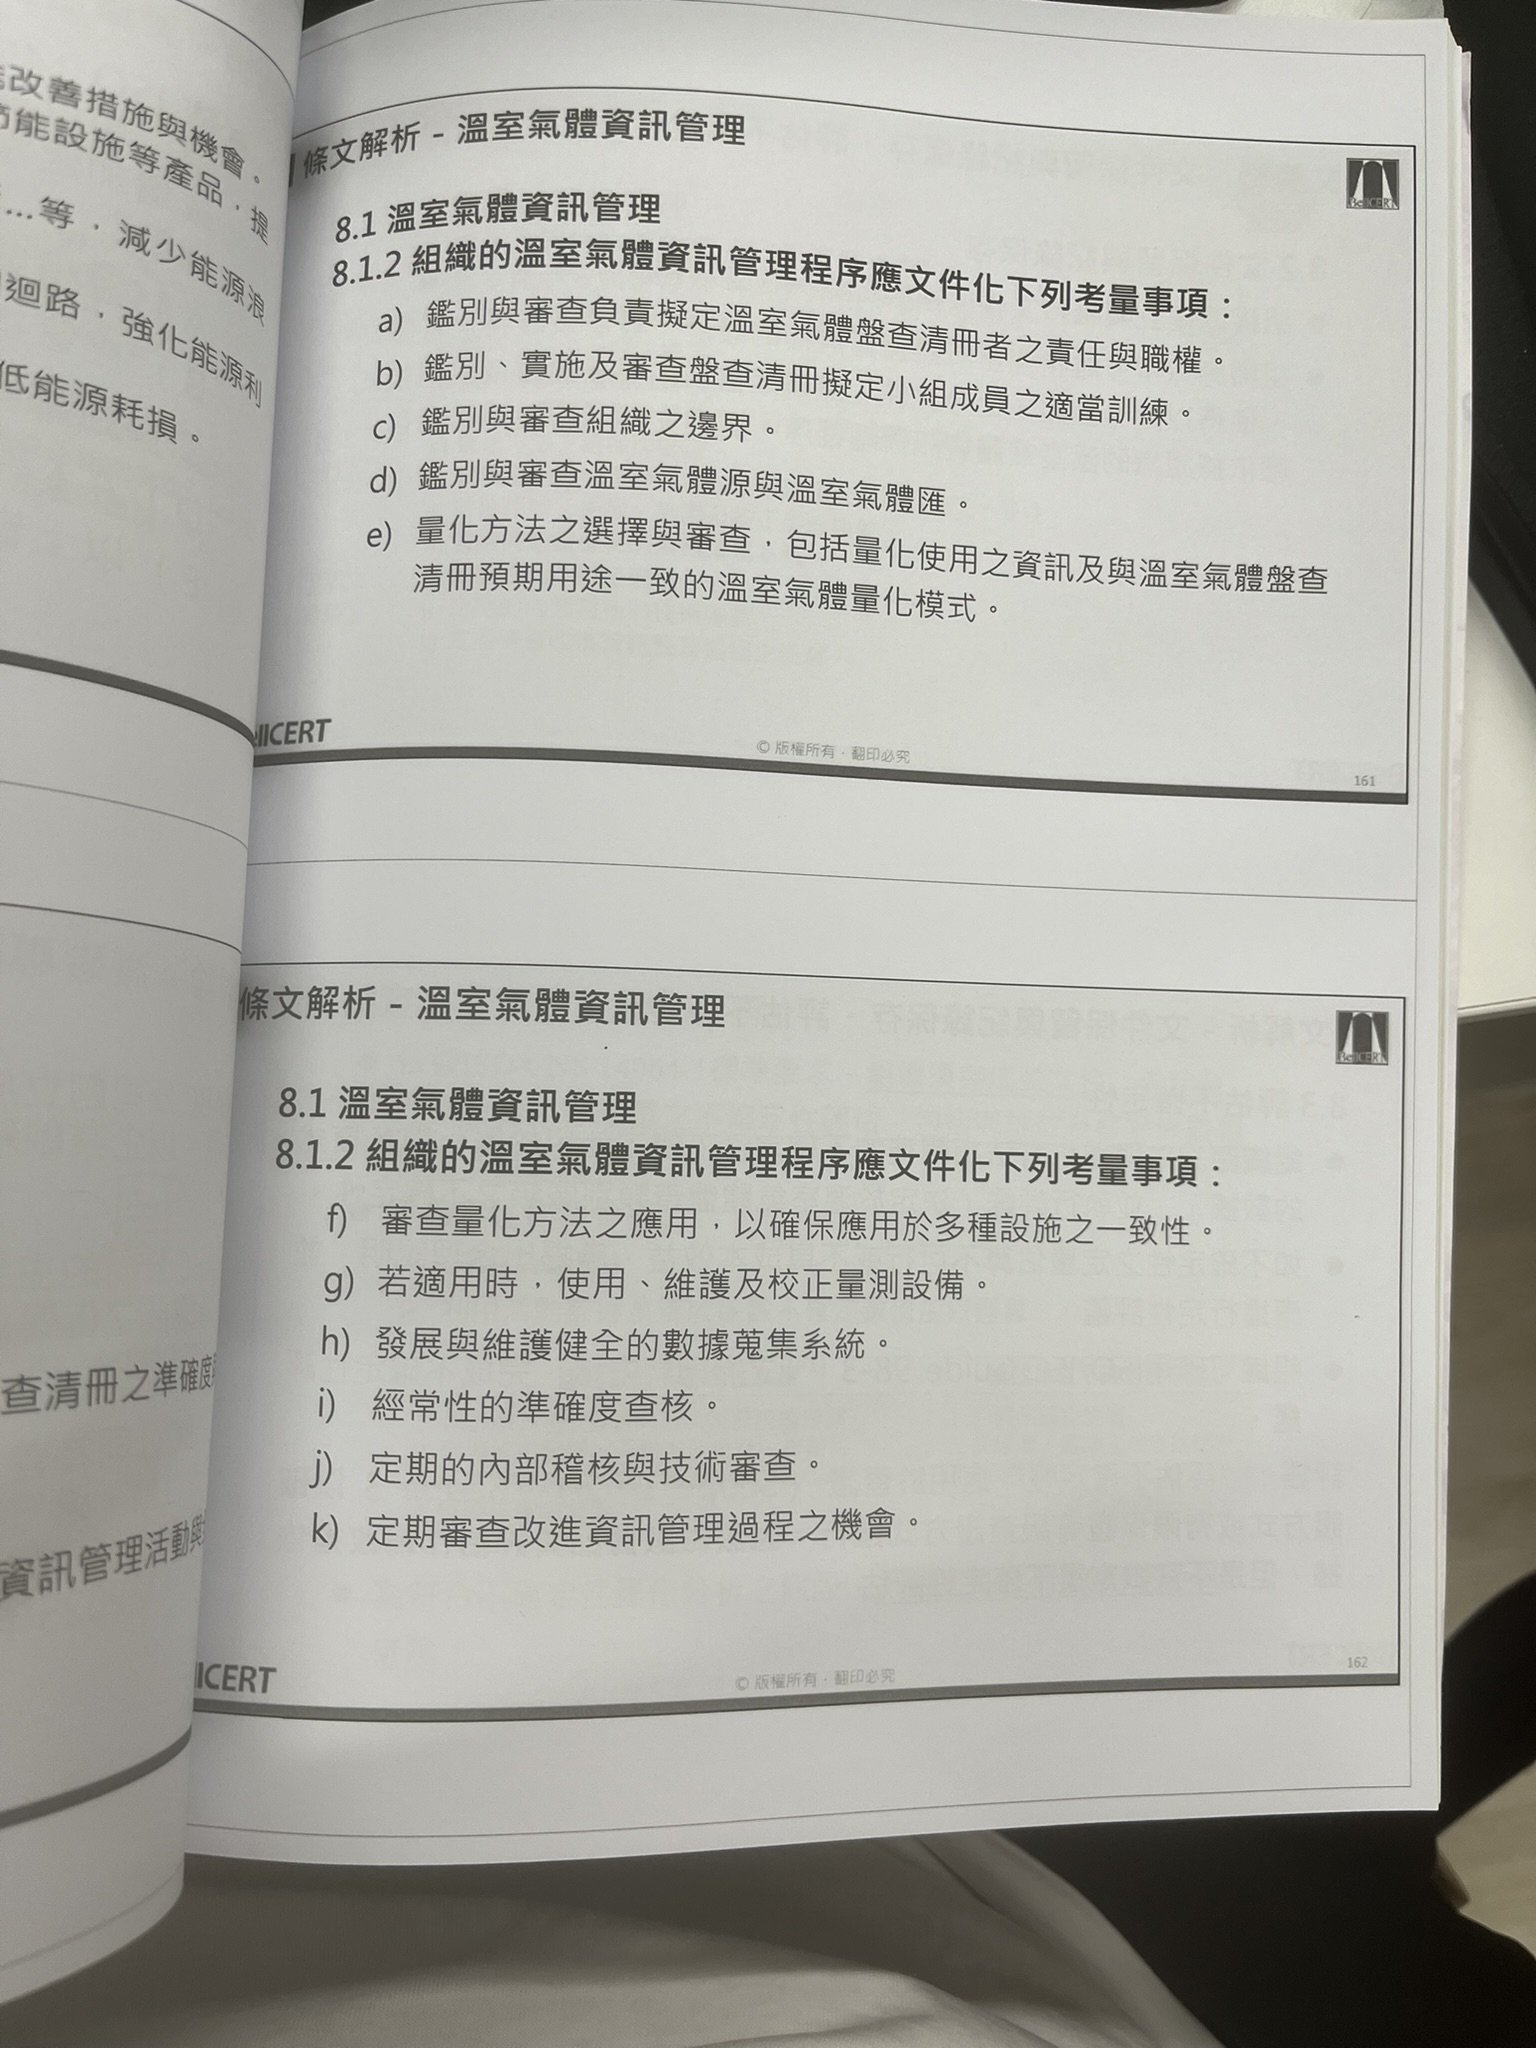 改善措施與機會。
節能設施等產品，提
...等，減少能源浪
迴路，強化能源利
低能源耗損。
查清冊之準確度
資訊管理活動與
條文解析 - 溫室氣體資訊管理
BellCERT
8.1 溫室氣體資訊管理
8.1.2 組織的溫室氣體資訊管理程序應文件化下列考量事項：
a) 鑑別與審查負責擬定溫室氣體盤查清冊者之責任與職權。
b) 鑑別、實施及審查盤查清冊擬定小組成員之適當訓練。
c) 鑑別與審查組織之邊界。
d) 鑑別與審查溫室氣體源與溫室氣體匯。
e) 量化方法之選擇與審查，包括量化使用之資訊及與溫室氣體盤查
清冊預期用途一致的溫室氣體量化模式。
ellCERT
© 版權所有，翻印必究
161
條文解析 - 溫室氣體資訊管理
BellCERT
8.1 溫室氣體資訊管理
8.1.2 組織的溫室氣體資訊管理程序應文件化下列考量事項：
f) 審查量化方法之應用，以確保應用於多種設施之一致性。
g) 若適用時，使用、維護及校正量測設備。
h) 發展與維護健全的數據蒐集系統。
i) 經常性的準確度查核。
j) 定期的內部稽核與技術審查。
k) 定期審查改進資訊管理過程之機會。
llCERT
© 版權所有，翻印必究
162